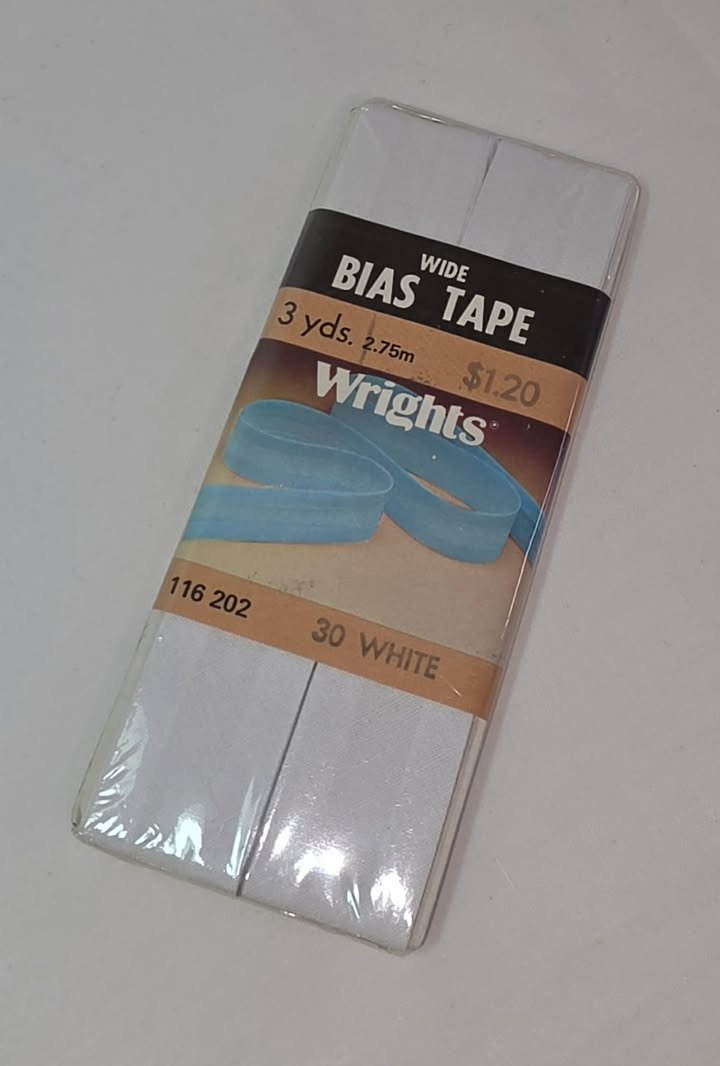 WIDE
BIAS TAPE
3 yds. 2.75m $1.20
Wrights®
116 202 30 WHITE